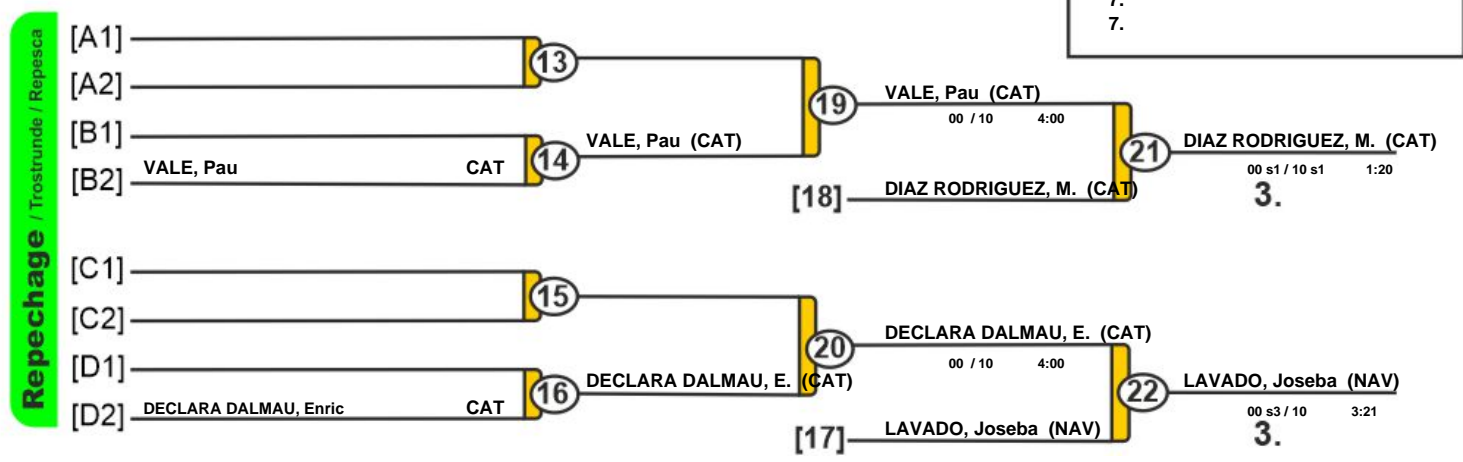 7.
7.
Repechage / Trostrunde / Repesca
[A1]
13
[A2]
19
VALE, Pau (CAT)
00 / 10 4:00
[B1]
14
VALE, Pau (CAT)
[B2] VALE, Pau CAT
21
DIAZ RODRIGUEZ, M. (CAT)
00 s1 / 10 s1 1:20
3.
[18] DIAZ RODRIGUEZ, M. (CAT)
[C1]
15
[C2]
20
DECLARA DALMAU, E. (CAT)
00 / 10 4:00
[D1]
16
DECLARA DALMAU, E. (CAT)
[D2] DECLARA DALMAU, Enric CAT
22
LAVADO, Joseba (NAV)
00 s3 / 10 3:21
3.
[17] LAVADO, Joseba (NAV)